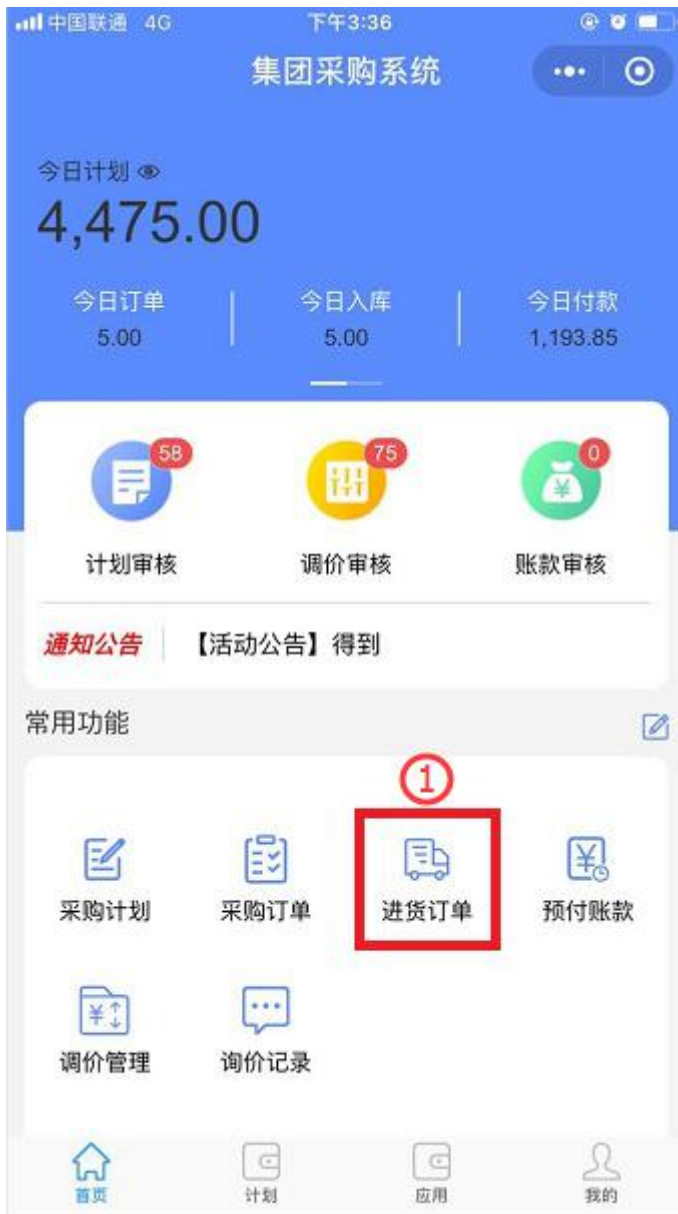 中国联通 4G 下午3:36
集团采购系统
今日计划
4,475.00
今日订单 今日入库 今日付款
5.00 5.00 1,193.85
58 75 0
计划审核 调价审核 账款审核
通知公告 【活动公告】得到
常用功能
①
采购计划 采购订单 进货订单 预付账款
调价管理 询价记录
首页 计划 应用 我的